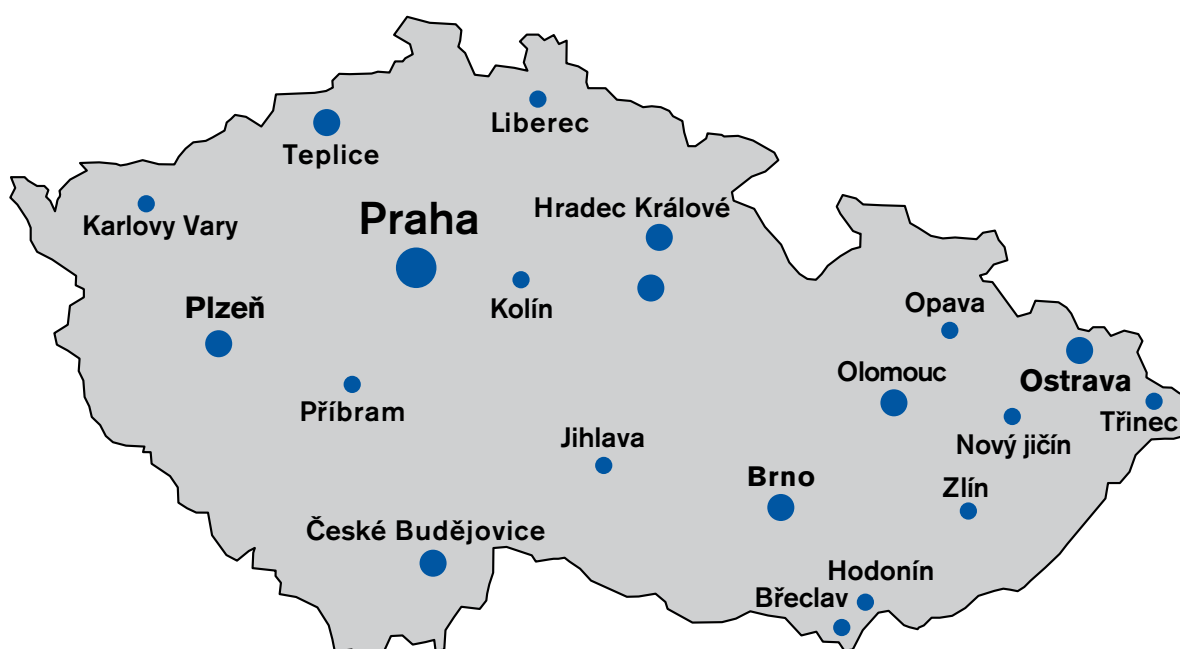 Liberec
Teplice
Karlovy Vary
Praha
Hradec Králové
Kolín
Plzeň
Opava
Příbram
Olomouc
Ostrava
Třinec
Nový jičín
Jihlava
Brno
Zlín
České Budějovice
Hodonín
Břeclav